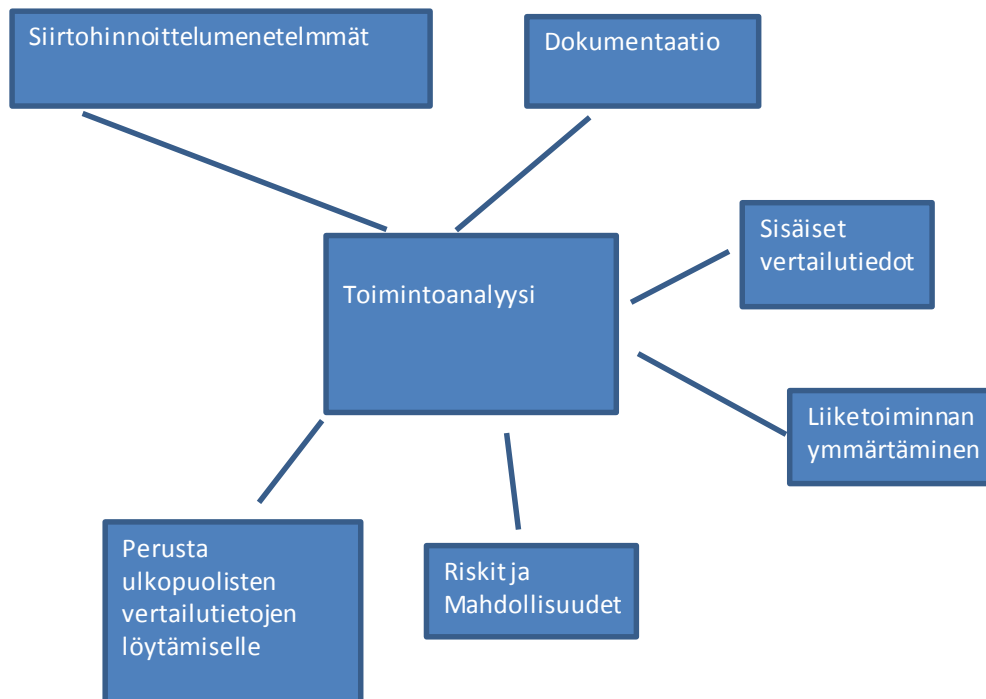 Siirtohinnoittelumenetelmmät
Dokumentaatio
Sisäiset
vertailutiedot
Toimintoanalyysi
Liiketoiminnan
ymmärtäminen
Perusta
ulkopuolisten
vertailutietojen
löytämiselle
Riskit ja
Mahdollisuudet